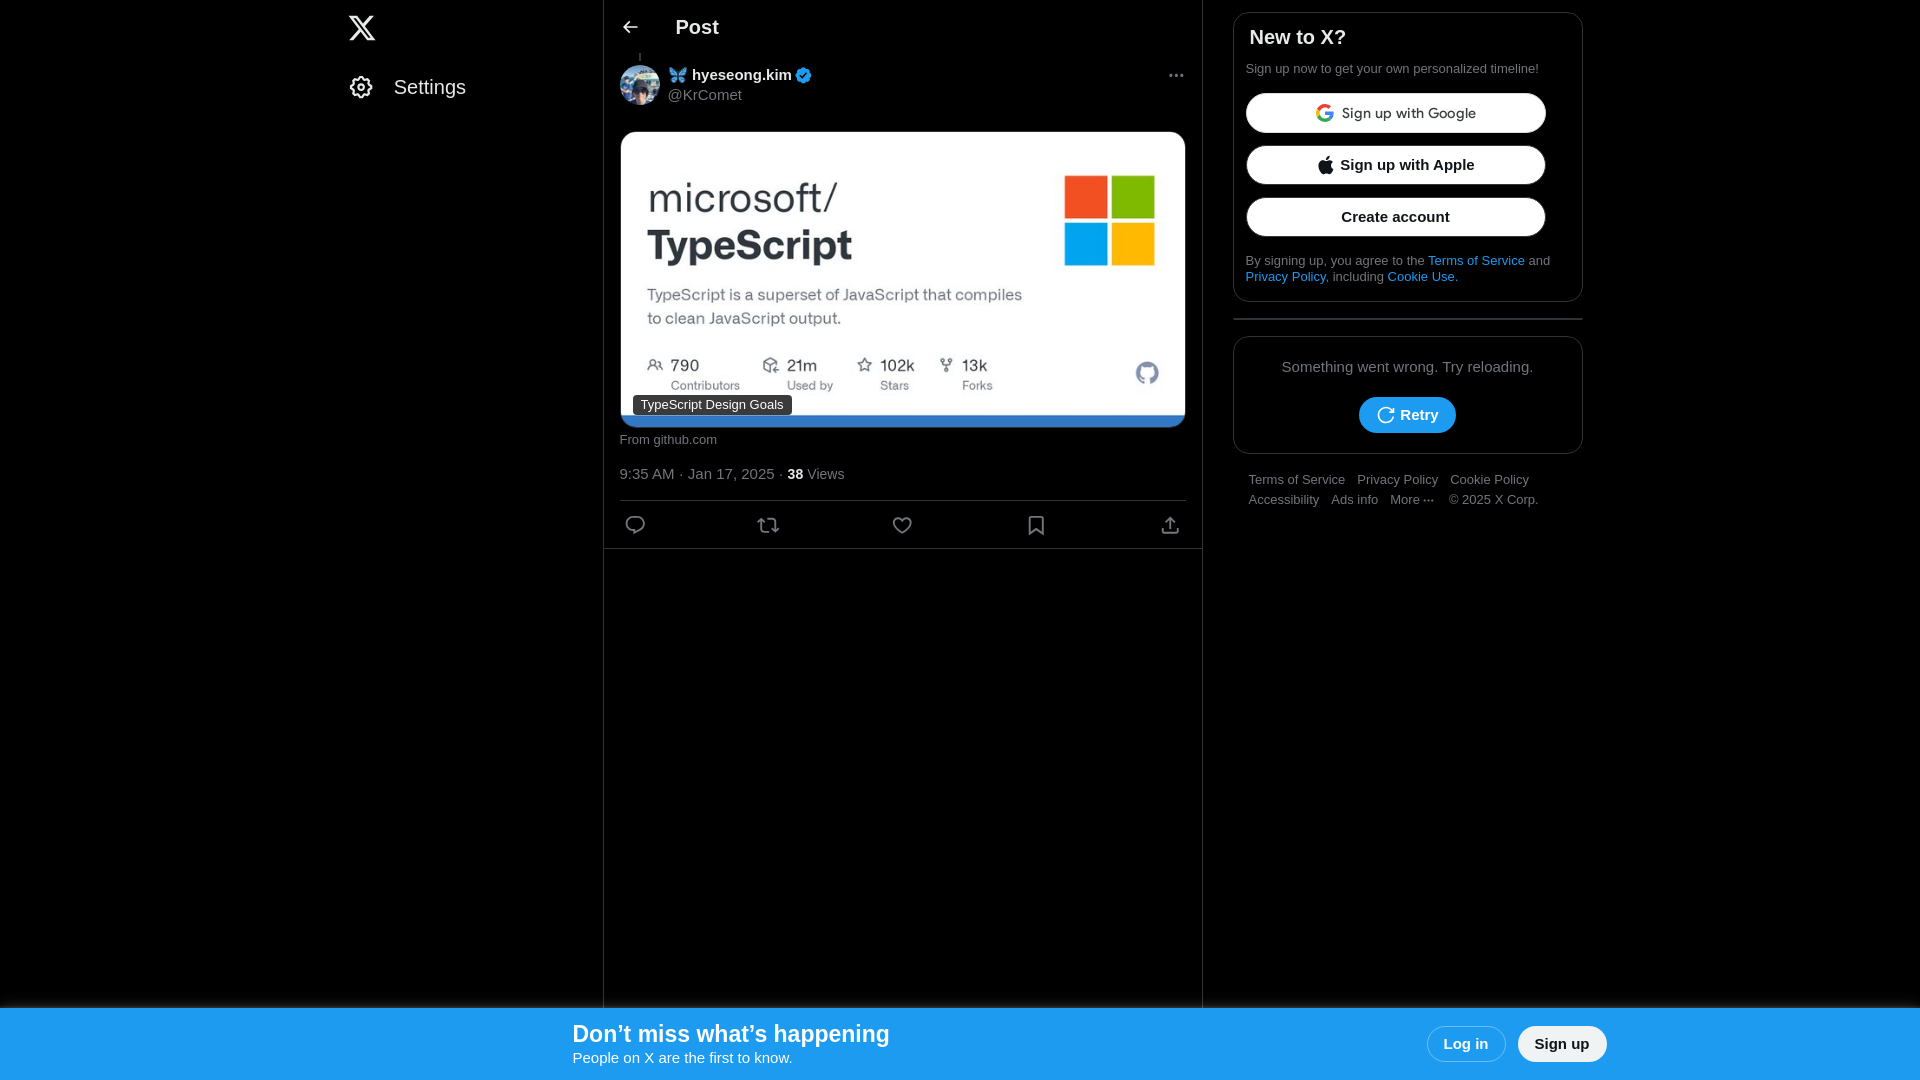 Settings
Post
hyeseong.kim
@KrComet
microsoft/
TypeScript
TypeScript is a superset of JavaScript that compiles
to clean JavaScript output.
790
Contributors
21m
Used by
102k
Stars
13k
Forks
TypeScript Design Goals
From github.com
9:35 AM · Jan 17, 2025 · 38 Views
New to X?
Sign up now to get your own personalized timeline!
Sign up with Google
Sign up with Apple
Create account
By signing up, you agree to the Terms of Service and
Privacy Policy, including Cookie Use.
Something went wrong. Try reloading.
Retry
Terms of Service Privacy Policy Cookie Policy
Accessibility Ads info More ··· © 2025 X Corp.
Don’t miss what’s happening
People on X are the first to know.
Log in
Sign up